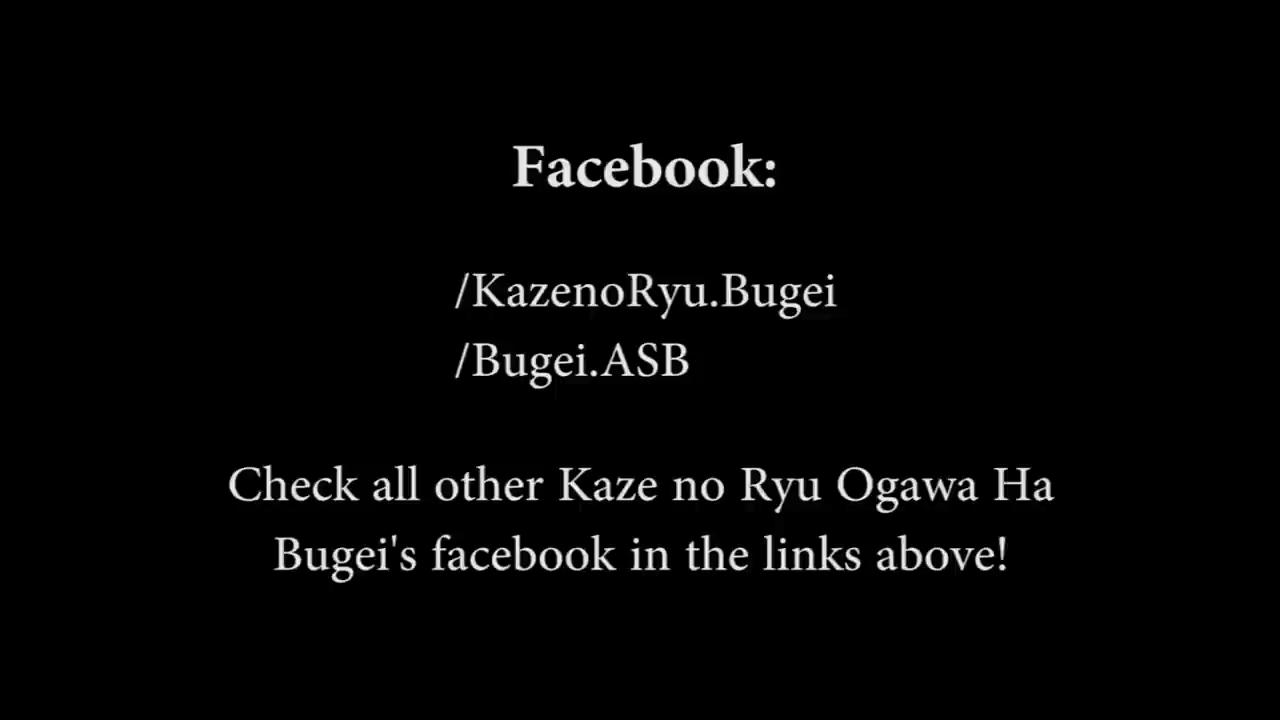 Facebook:
/KazenoRyu.Bugei
/Bugei.ASB
Check all other Kaze no Ryu Ogawa Ha
Bugei's facebook in the links above!